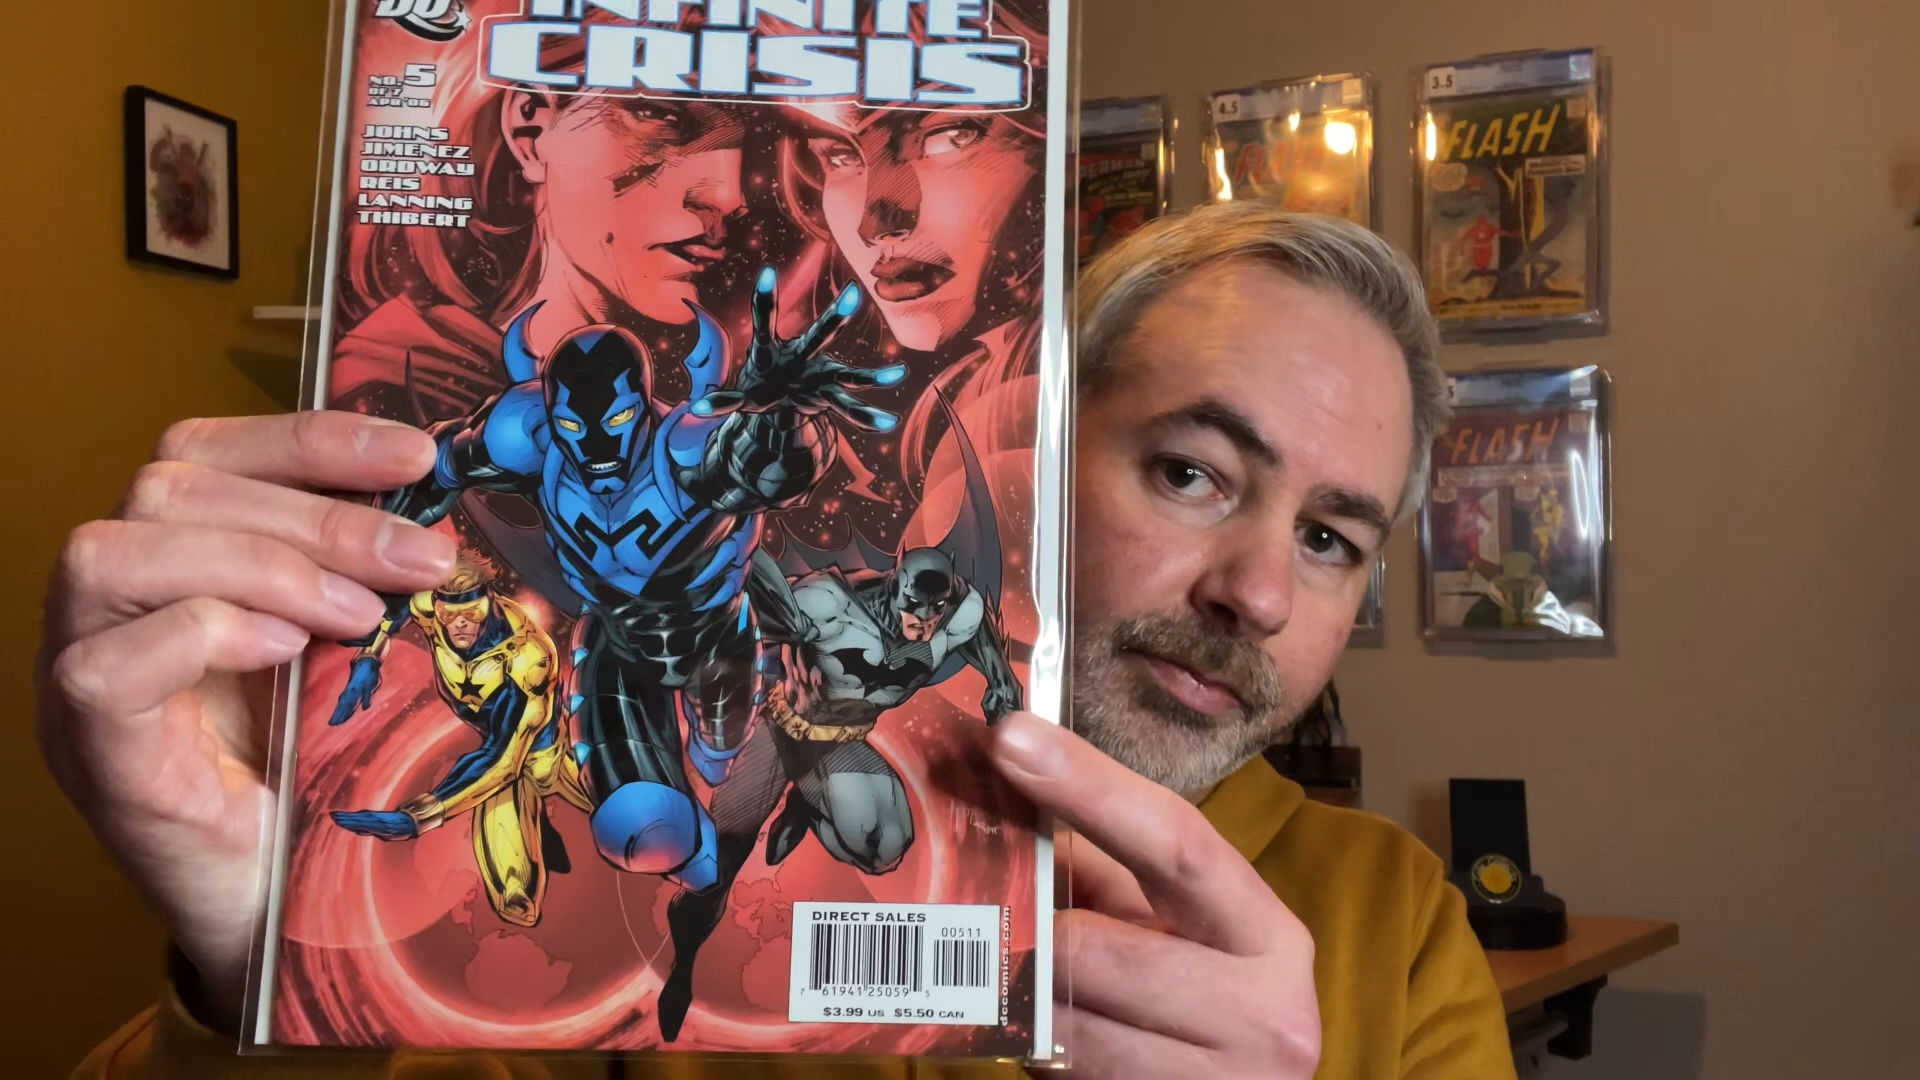 DC
INFINITE
CRISIS
NO. 5
OF 7
APR '06
JOHNS
JIMENEZ
ORDWAY
REIS
LANNING
THIBERT
DIRECT SALES
00511
7 61941 25059 5
$3.99 US $5.50 CAN
dccomics.com
4.5
FLASH
3.5
FLASH
FLASH